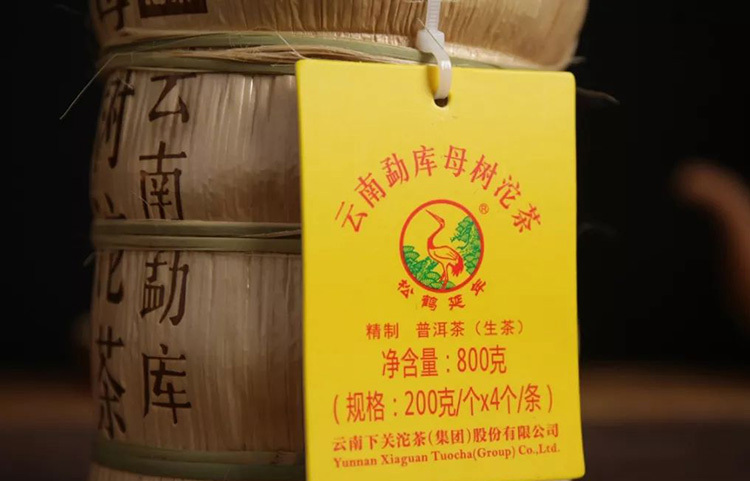 云南勐库母树沱茶
®
松鹤延年
精制 普洱茶（生茶）
净含量：800克
（规格：200克/个x4个/条）
云南下关沱茶(集团)股份有限公司
Yunnan Xiaguan Tuocha(Group) Co.,Ltd.
云南勐库
树沱茶